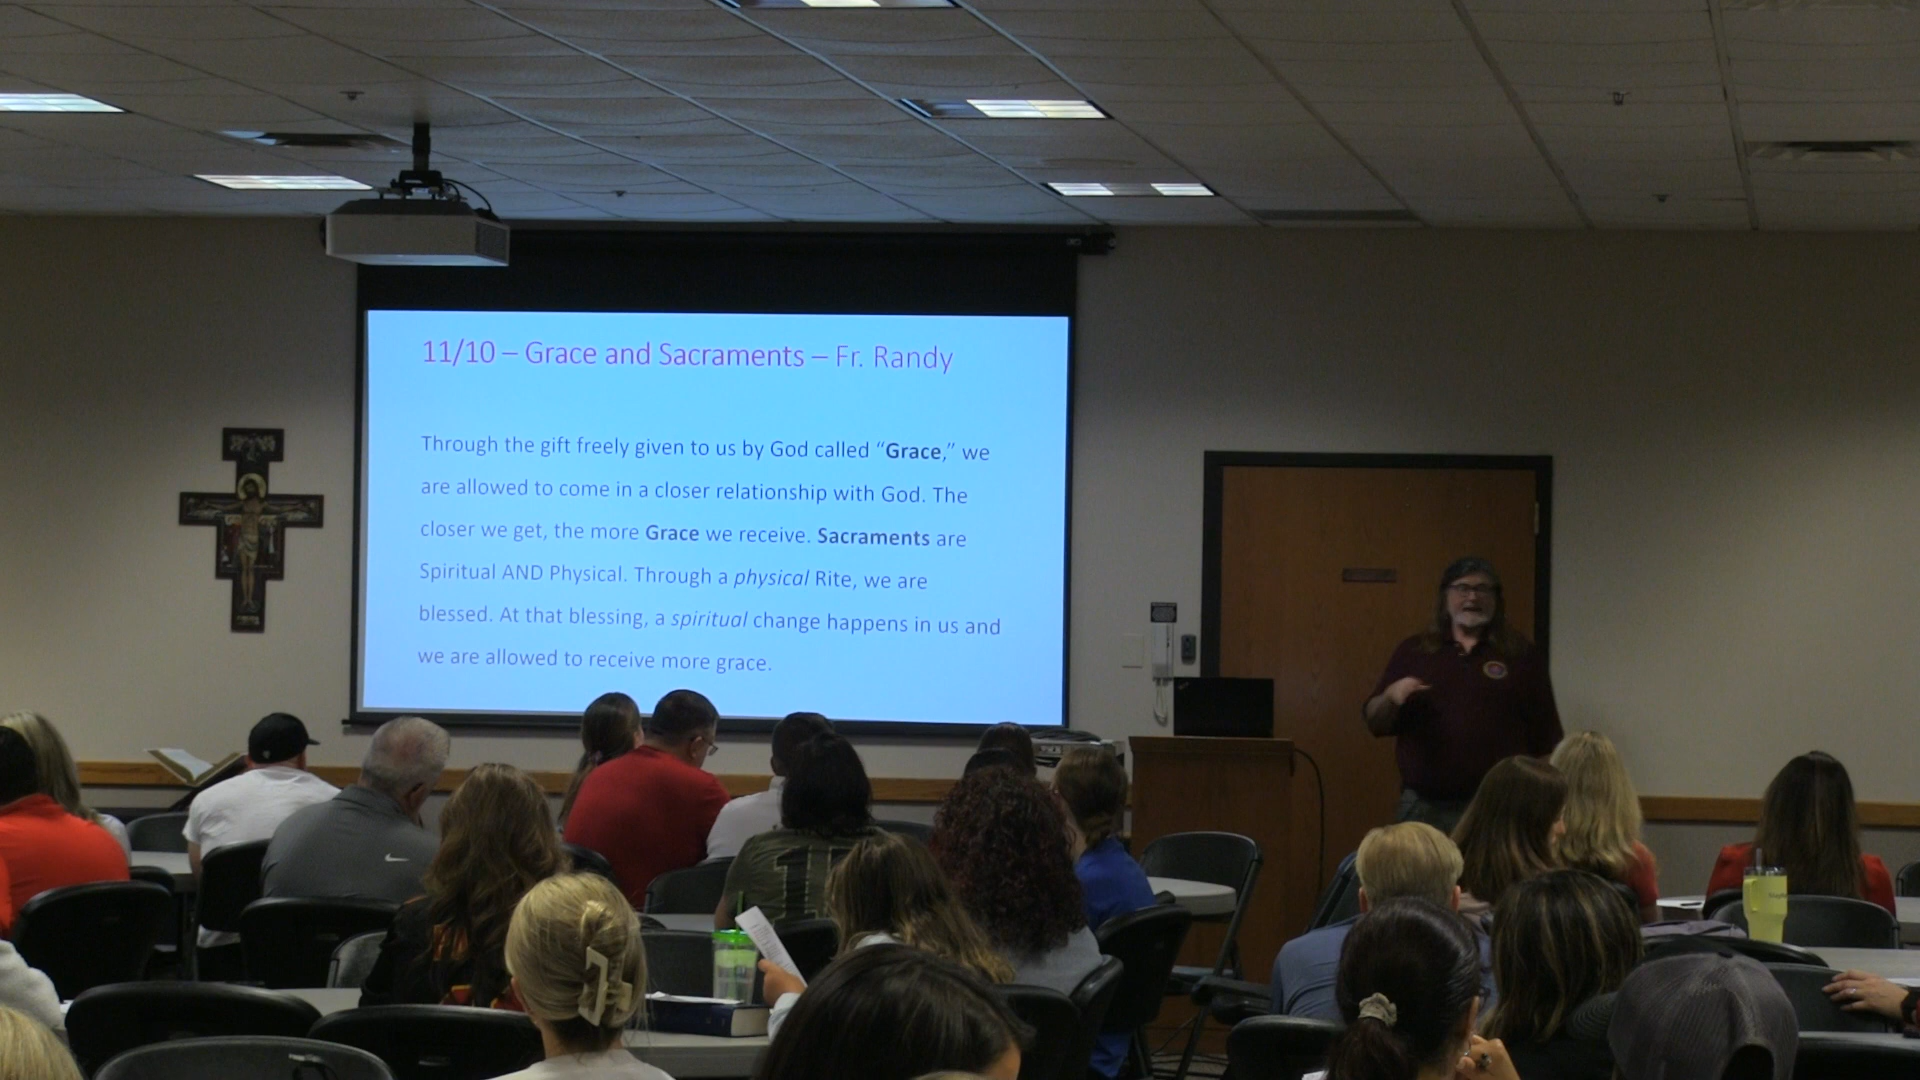 11/10 – Grace and Sacraments – Fr. Randy
Through the gift freely given to us by God called “Grace,” we
are allowed to come in a closer relationship with God. The
closer we get, the more Grace we receive. Sacraments are
Spiritual AND Physical. Through a physical Rite, we are
blessed. At that blessing, a spiritual change happens in us and
we are allowed to receive more grace.